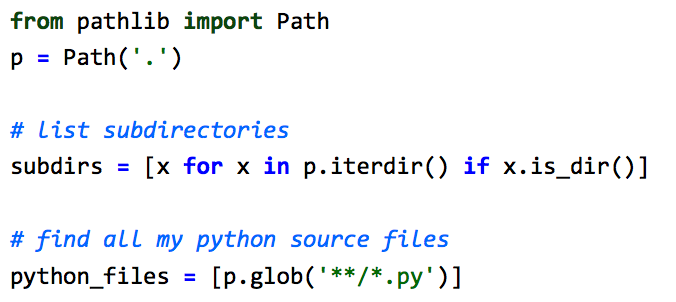 from pathlib import Path
p = Path('.')
# list subdirectories
subdirs = [x for x in p.iterdir() if x.is_dir()]
# find all my python source files
python_files = [p.glob('**/*.py')]